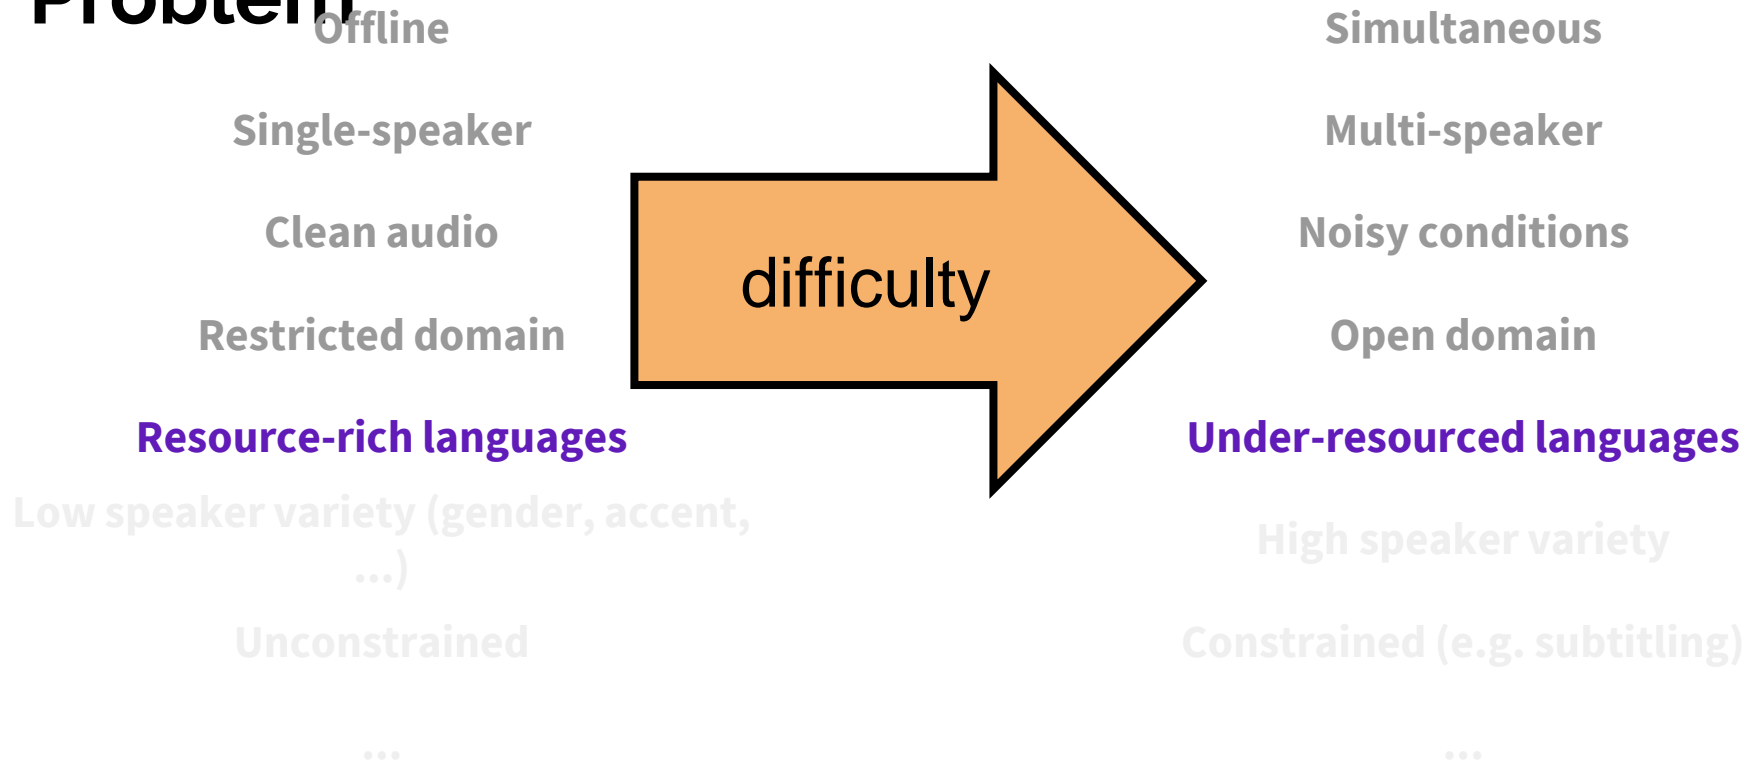 Problem
Offline
Simultaneous
Single-speaker
Multi-speaker
Clean audio
Noisy conditions
difficulty
Restricted domain
Open domain
Resource-rich languages
Under-resourced languages
Low speaker variety (gender, accent,
...)
High speaker variety
Unconstrained
Constrained (e.g. subtitling)
...
...